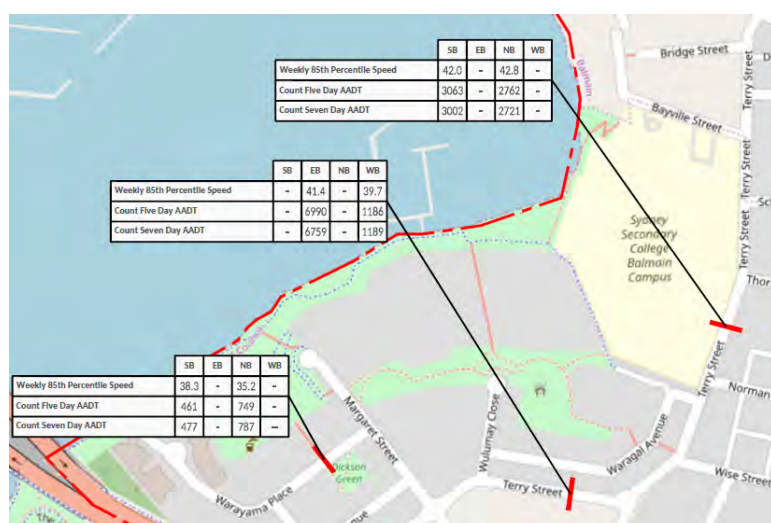 SB EB NB WB
Weekly 85th Percentile Speed 42.0 - 42.8 -
Count Five Day AADT 3063 - 2762 -
Count Seven Day AADT 3002 - 2721 -
Bridge Street
Terry Street
Balmain
Bayville Street
SB EB NB WB
Weekly 85th Percentile Speed - 41.4 - 39.7
Count Five Day AADT - 6990 - 1186
Count Seven Day AADT - 6759 - 1189
Terry Street
Sydney
Secondary
College
Balmain
Campus
Terry Street
Thor
SB EB NB WB
Weekly 85th Percentile Speed 38.3 - 35.2 -
Count Five Day AADT 461 - 749 -
Count Seven Day AADT 477 - 787 -
Terry Street
Norman
Margaret Street
Wulumay Close
Waragal Avenue
Wise Street
Dickson
Green
Terry Street
Warayama Place
The